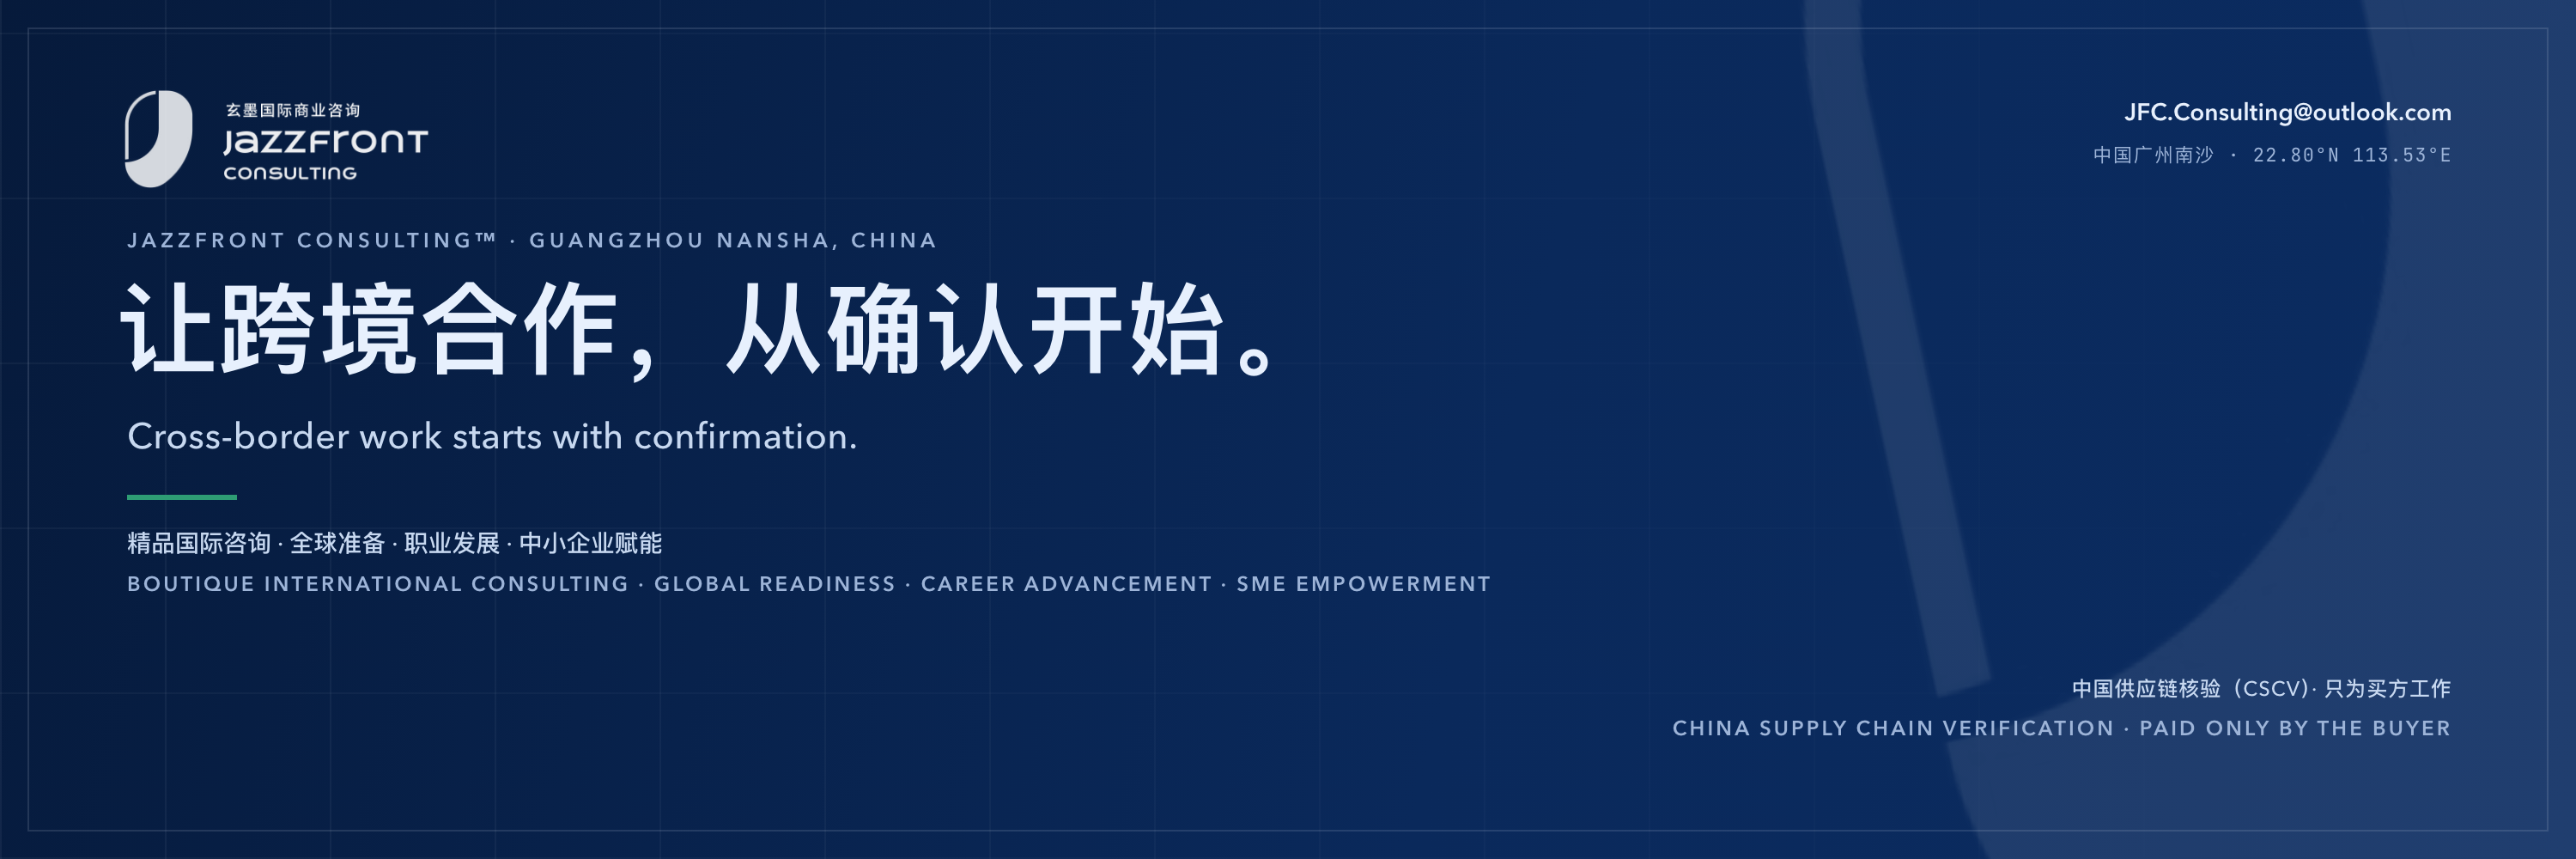 玄墨国际商业咨询
Jazzfront
CONSULTING
JFC.Consulting@outlook.com
中国广州南沙 · 22.80°N 113.53°E
JAZZFRONT CONSULTING™ · GUANGZHOU NANSHA, CHINA
让跨境合作，从确认开始。
Cross-border work starts with confirmation.
精品国际咨询 · 全球准备 · 职业发展 · 中小企业赋能
BOUTIQUE INTERNATIONAL CONSULTING · GLOBAL READINESS · CAREER ADVANCEMENT · SME EMPOWERMENT
中国供应链核验（CSCV）· 只为买方工作
CHINA SUPPLY CHAIN VERIFICATION · PAID ONLY BY THE BUYER